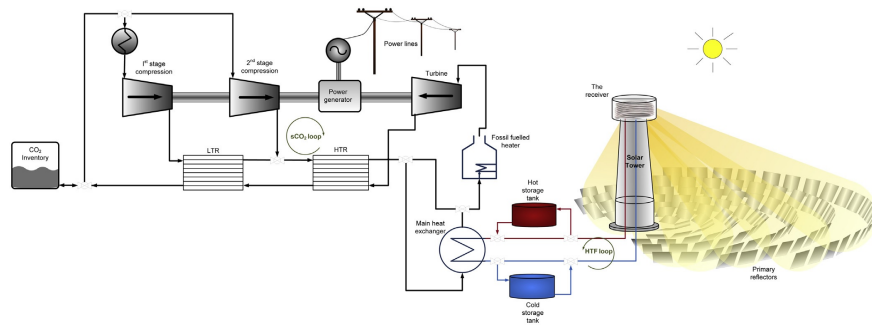 Power lines
1st stage
compression
2nd stage
compression
Power
generator
Turbine
The
receiver
CO2
Inventory
LTR
sCO2 loop
HTR
Fossil fuelled
heater
Solar
Tower
Main heat
exchanger
Hot
storage
tank
HTF loop
Cold
storage
tank
Primary
reflectors